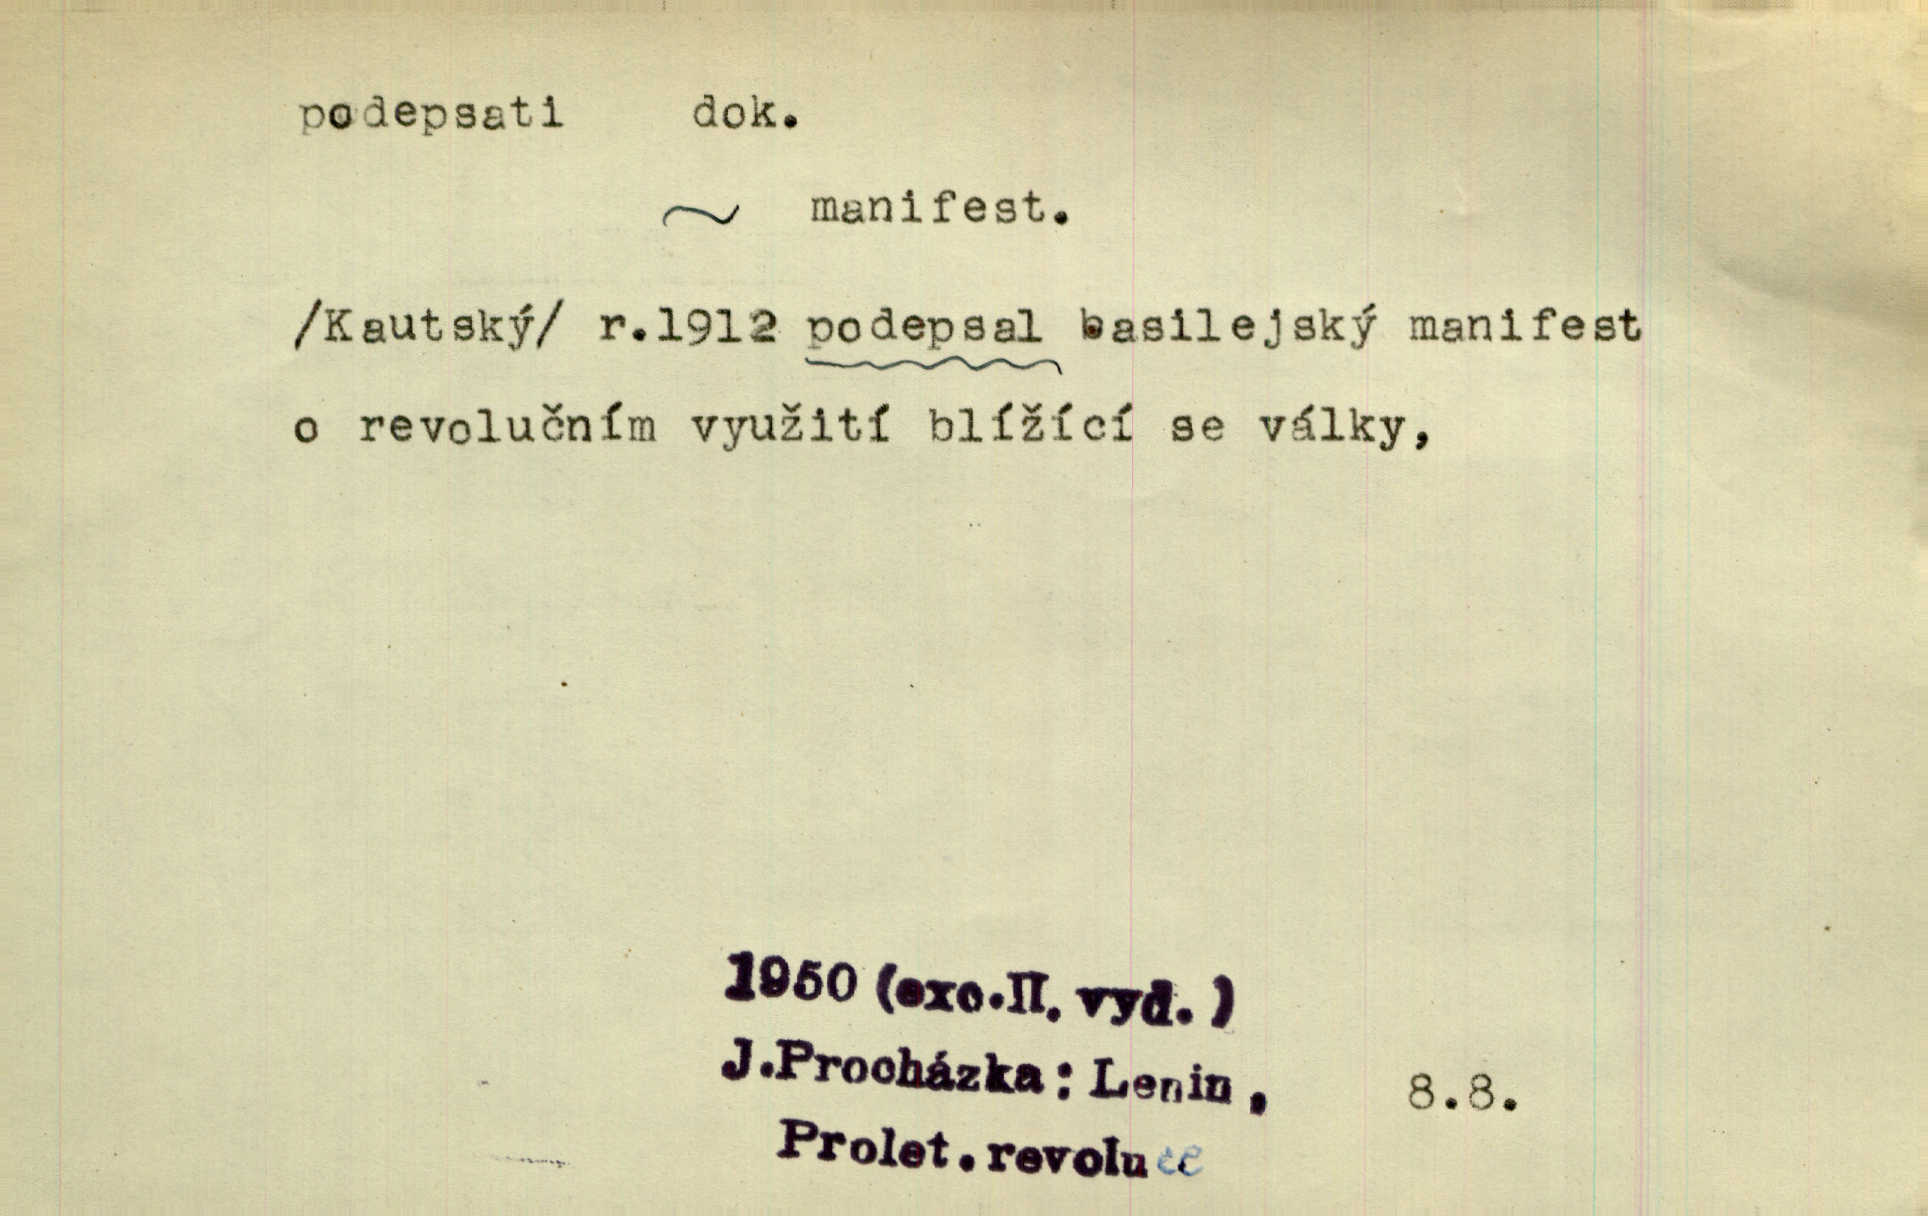 podepsati dok.
~ manifest.
/Kautský/ r.1912 podepsal basilejský manifest
o revolučním využití blížící se války,
1950 (exc.II. vyd.)
J.Procházka: Lenin, 8.8.
Prolet.revoluce